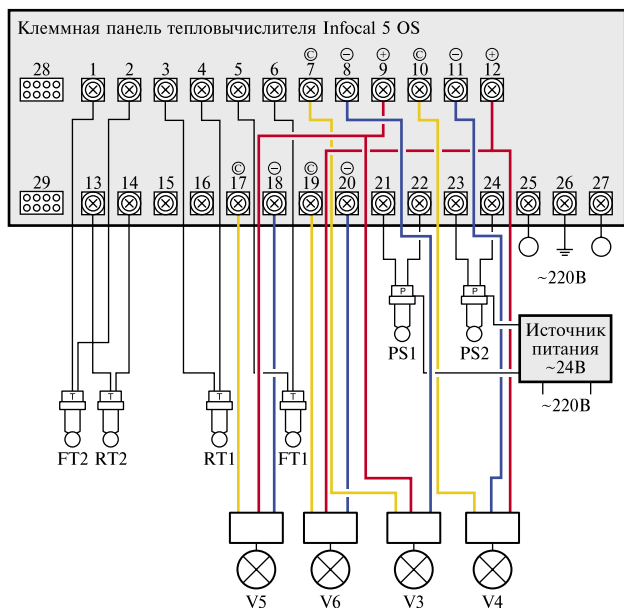 Клеммная панель тепловычислителя Infocal 5 OS
© − + © − +
28 1 2 3 4 5 6 7 8 9 10 11 12
© − © −
29 13 14 15 16 17 18 19 20 21 22 23 24 25 26 27
~220В
P P
PS1 PS2
Источник
питания
~24В
~220В
T T T T
FT2 RT2 RT1 FT1
V5 V6 V3 V4